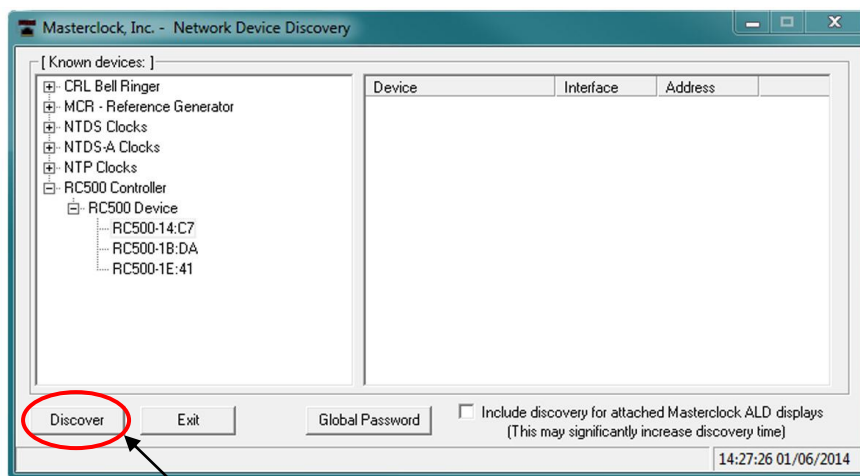 Masterclock, Inc. - Network Device Discovery
[ Known devices: ]
CRL Bell Ringer
MCR - Reference Generator
NTDS Clocks
NTDS-A Clocks
NTP Clocks
RC500 Controller
RC500 Device
RC500-14:C7
RC500-1B:DA
RC500-1E:41
Device Interface Address
Discover Exit Global Password Include discovery for attached Masterclock ALD displays
(This may significantly increase discovery time)
14:27:26 01/06/2014